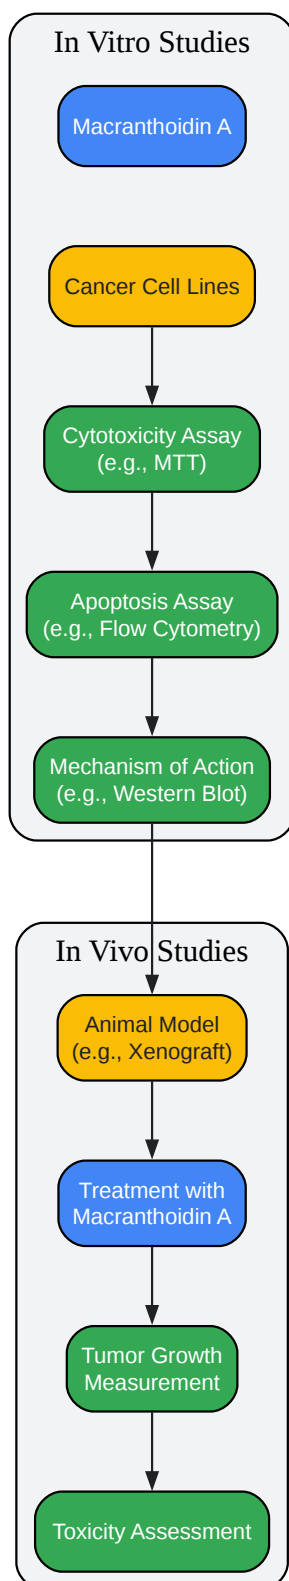 In Vitro Studies
Macranthoidin A
Cancer Cell Lines
Cytotoxicity Assay
(e.g., MTT)
Apoptosis Assay
(e.g., Flow Cytometry)
Mechanism of Action
(e.g., Western Blot)
In Vivo Studies
Animal Model
(e.g., Xenograft)
Treatment with
Macranthoidin A
Tumor Growth
Measurement
Toxicity Assessment